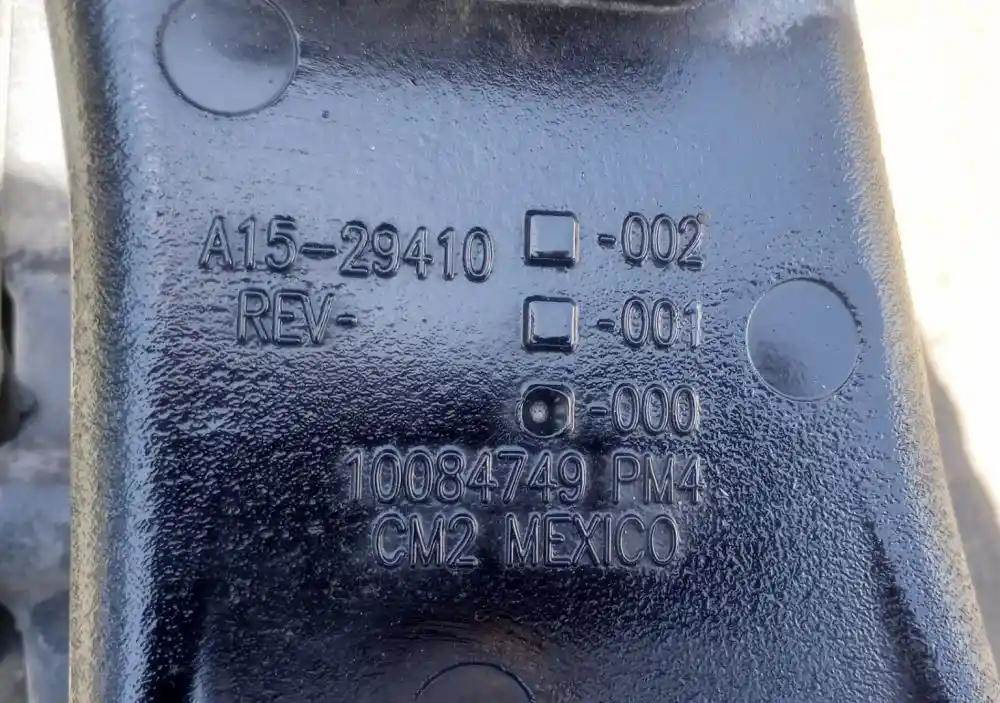 A15-29410 -002
REV- -001
-000
10084749 PM4
CM2 MEXICO